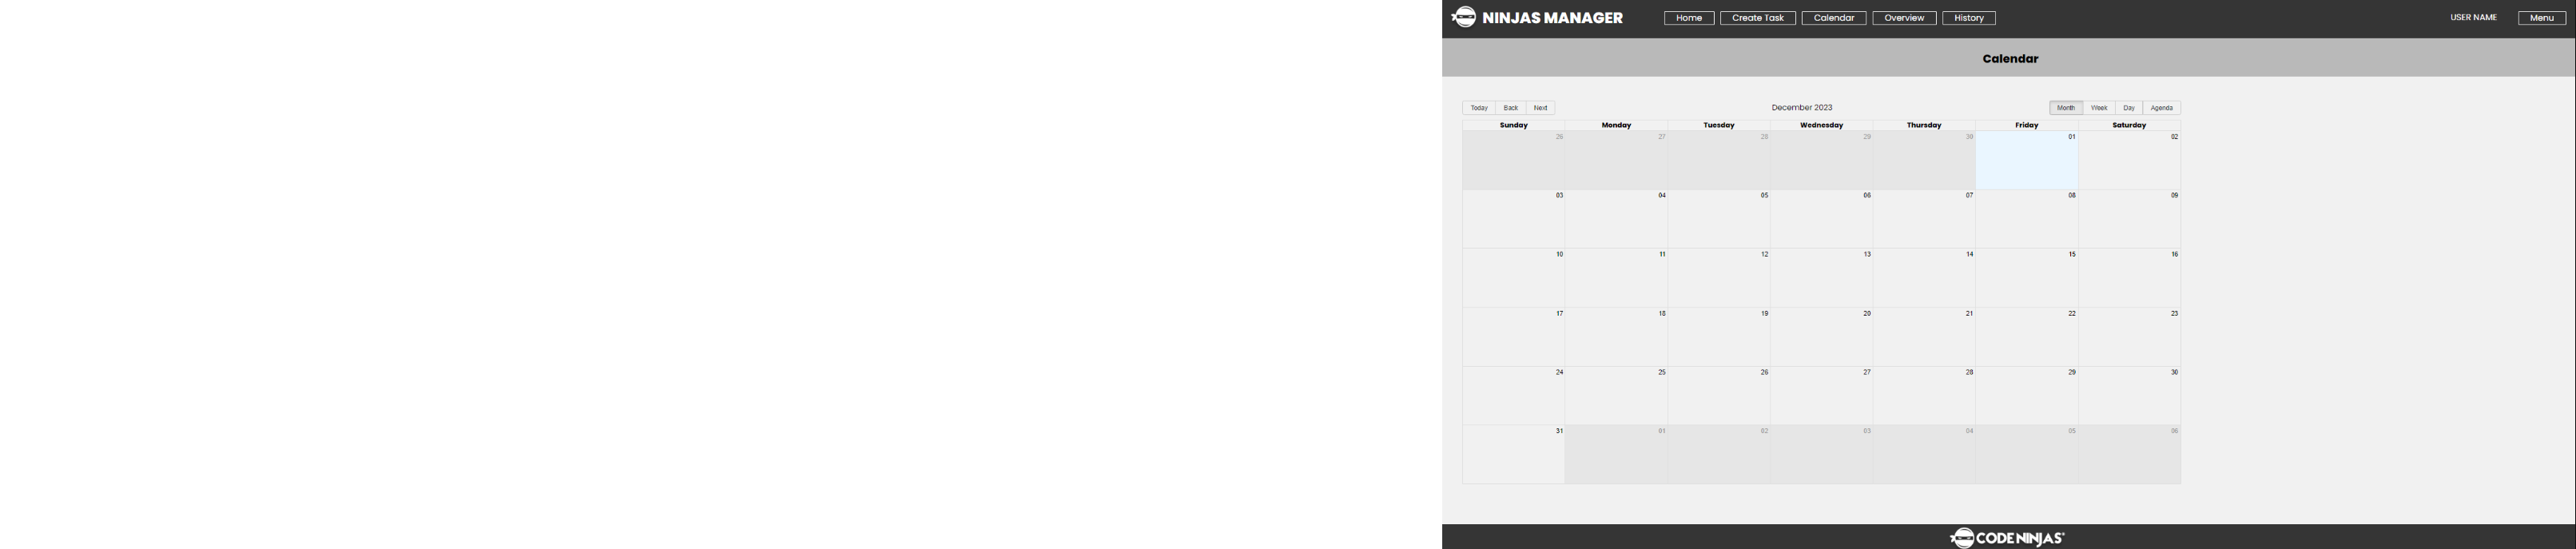 NINJAS MANAGER Home Create Task Calendar Overview History USER NAME Menu
Calendar
Today Back Next December 2023 Month Week Day Agenda
Sunday Monday Tuesday Wednesday Thursday Friday Saturday
26 27 28 29 30 01 02
03 04 05 06 07 08 09
10 11 12 13 14 15 16
17 18 19 20 21 22 23
24 25 26 27 28 29 30
31 01 02 03 04 05 06
CODE NINJAS®